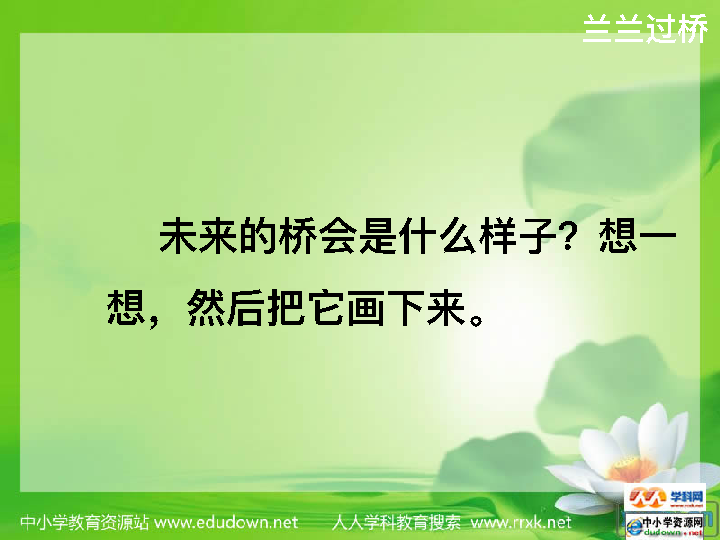 兰兰过桥
未来的桥会是什么样子？想一
想，然后把它画下来。
中小学教育资源站 www.edudown.net 人人学科教育搜索 www.rrxk.net
学科网
www.rrxk.net
中小学资源网